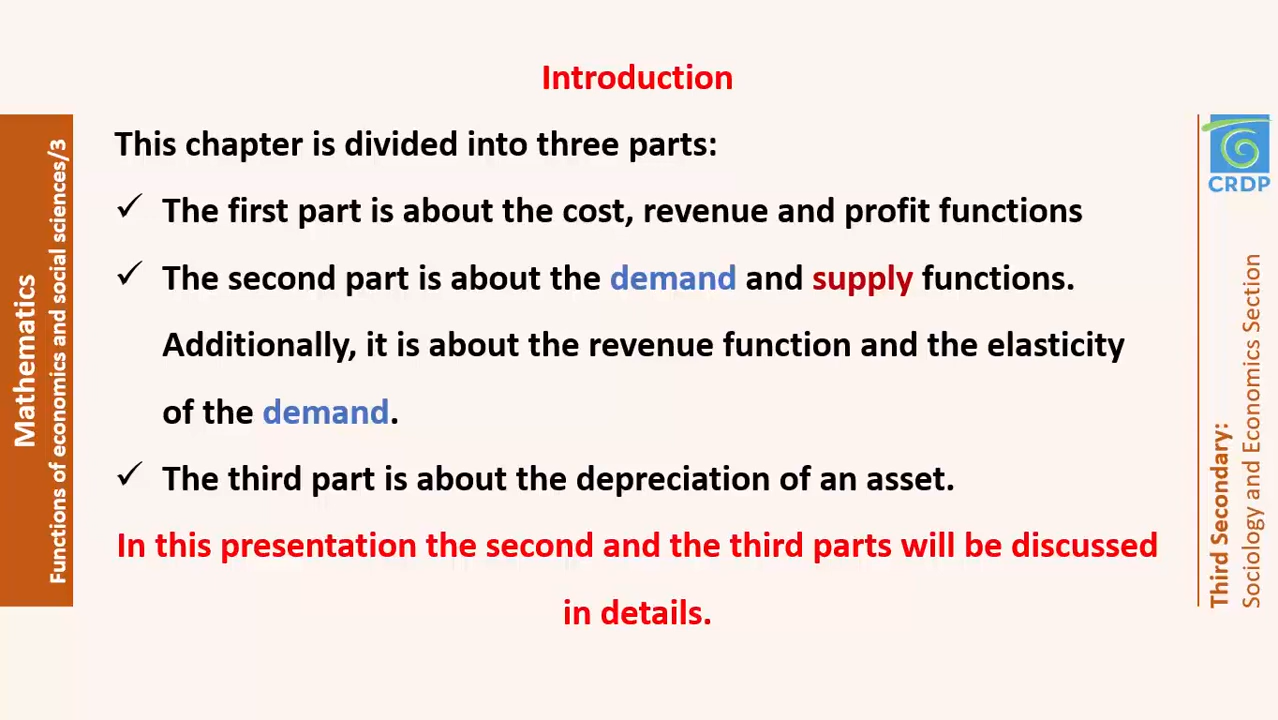 Introduction
This chapter is divided into three parts:
✓ The first part is about the cost, revenue and profit functions
✓ The second part is about the demand and supply functions.
Additionally, it is about the revenue function and the elasticity
of the demand.
✓ The third part is about the depreciation of an asset.
In this presentation the second and the third parts will be discussed
in details.
Mathematics
Functions of economics and social sciences/3
CRDP
Third Secondary:
Sociology and Economics Section